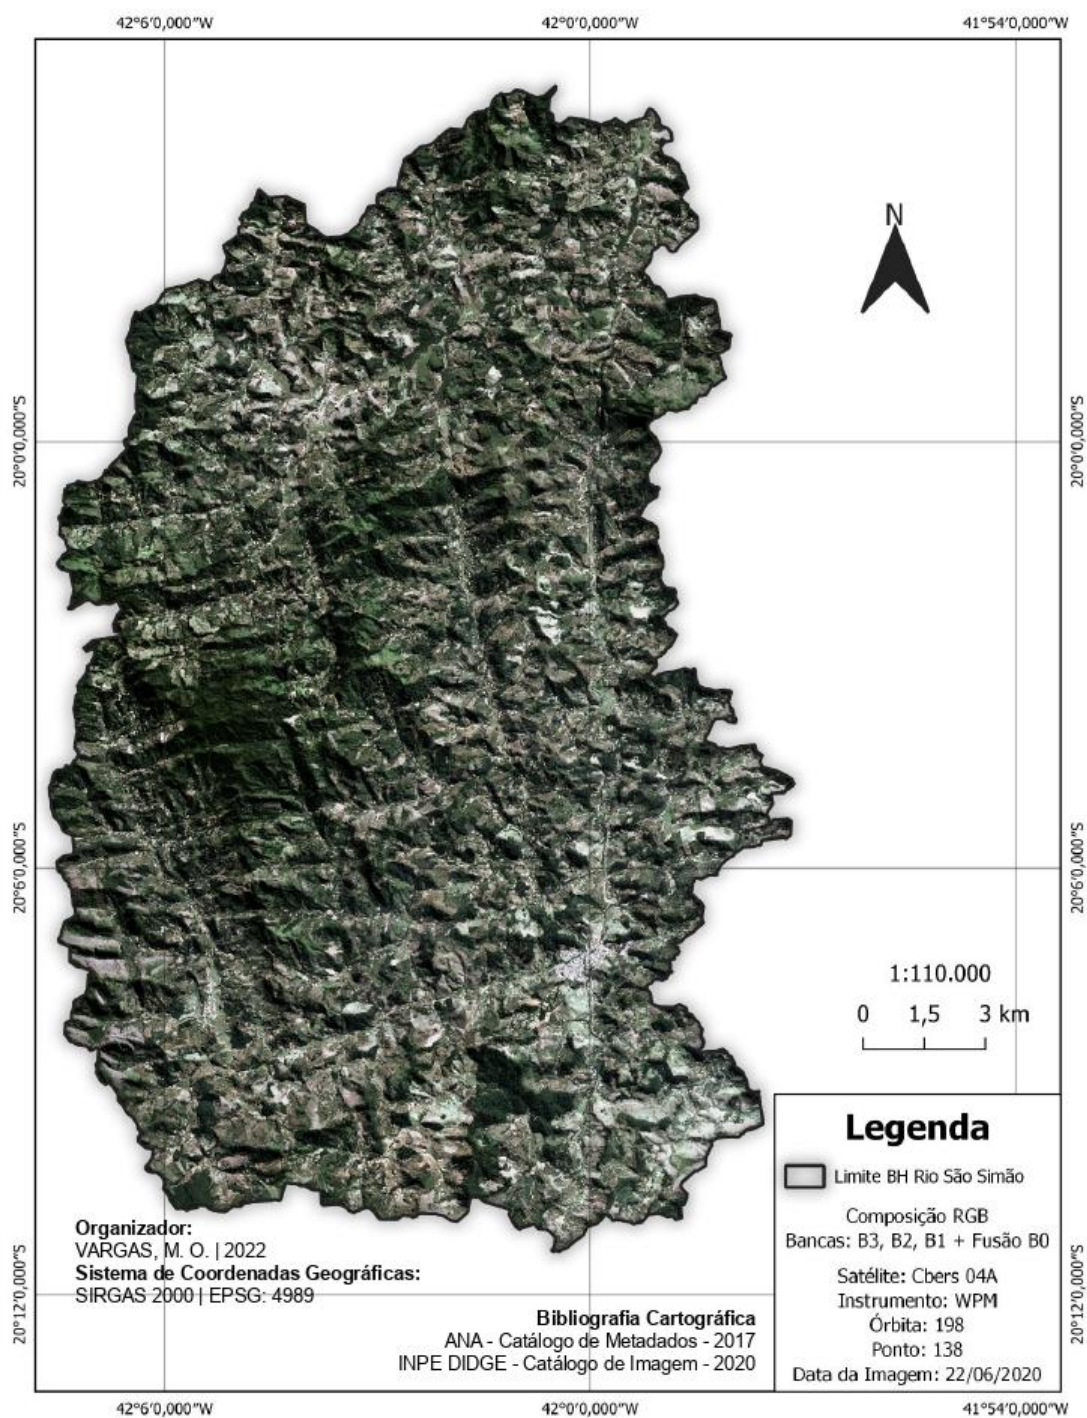 42°6′0,000″W
42°0′0,000″W
41°54′0,000″W
N
20°0′0,000″S
20°0′0,000″S
20°6′0,000″S
20°6′0,000″S
1:110.000
0 1,5 3 km
Legenda
Limite BH Rio São Simão
Composição RGB
Bancas: B3, B2, B1 + Fusão B0
Satélite: Cbers 04A
Instrumento: WPM
Órbita: 198
Ponto: 138
Data da Imagem: 22/06/2020
Organizador:
VARGAS, M. O. | 2022
Sistema de Coordenadas Geográficas:
SIRGAS 2000 | EPSG: 4989
Bibliografia Cartográfica
ANA - Catálogo de Metadados - 2017
INPE DIDGE - Catálogo de Imagem - 2020
20°12′0,000″S
20°12′0,000″S
42°6′0,000″W
42°0′0,000″W
41°54′0,000″W